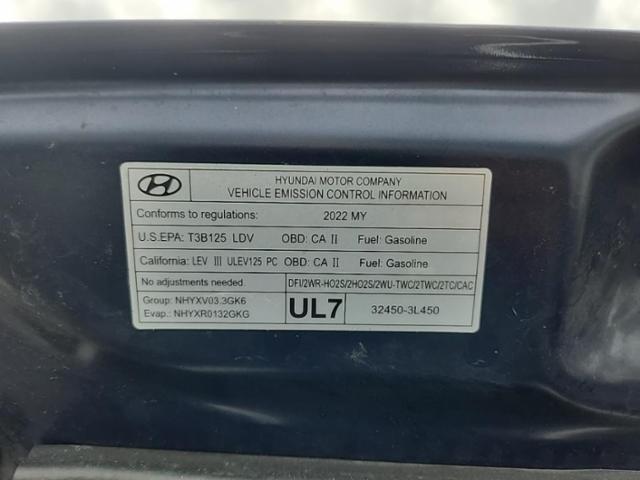 HYUNDAI MOTOR COMPANY
VEHICLE EMISSION CONTROL INFORMATION
Conforms to regulations: 2022 MY
U.S.EPA: T3B125 LDV OBD: CA II Fuel: Gasoline
California: LEV III ULEV125 PC OBD: CA II Fuel: Gasoline
No adjustments needed. DFI/2WR-HO2S/2HO2S/2WU-TWC/2TWC/2TC/CAC
Group: NHYXV03.3GK6
Evap.: NHYXR0132GKG
UL7
32450-3L450